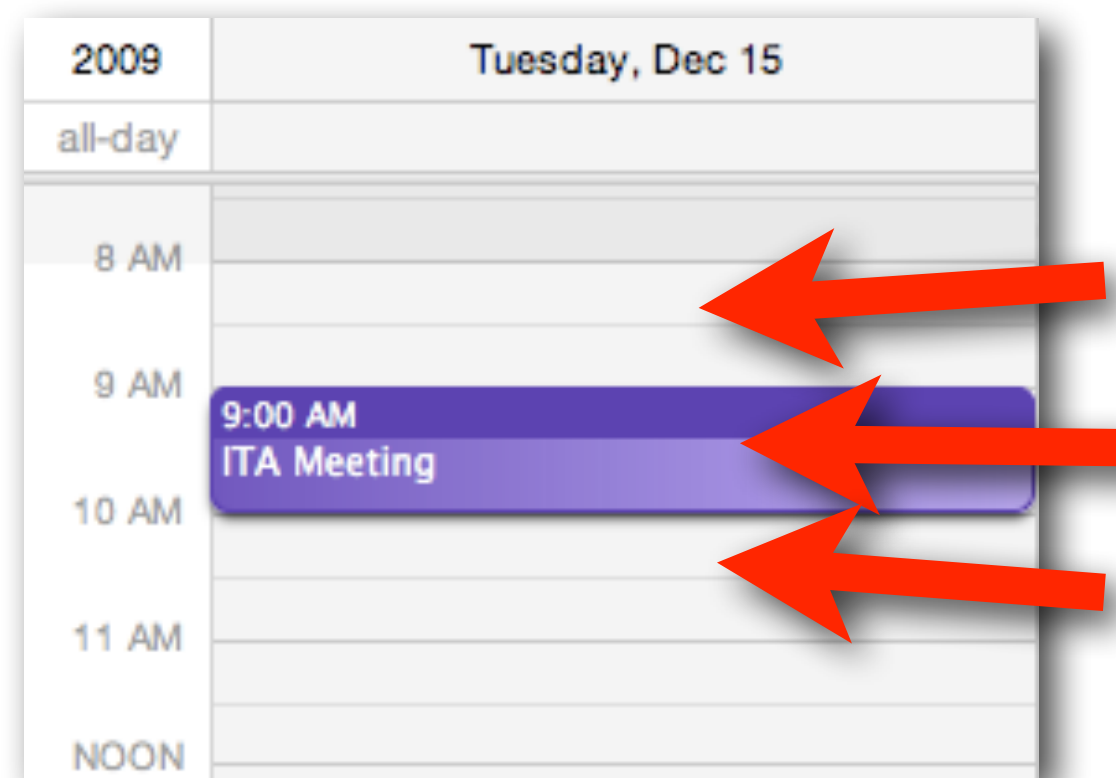 2009 Tuesday, Dec 15
all-day
8 AM
9 AM
9:00 AM
ITA Meeting
10 AM
11 AM
NOON